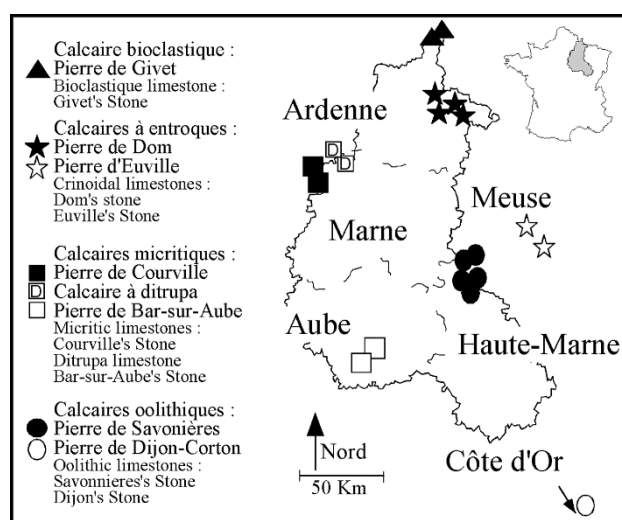 Calcaire bioclastique :
Pierre de Givet
Bioclastique limestone :
Givet's Stone
Calcaires à entroques :
Pierre de Dom
Pierre d'Euville
Crinoidal limestones :
Dom's stone
Euville's Stone
Calcaires micritiques :
Pierre de Courville
D Calcaire à ditrupa
Pierre de Bar-sur-Aube
Micritic limestones :
Courville's Stone
Ditrupa limestone
Bar-sur-Aube's Stone
Calcaires oolithiques :
Pierre de Savonières
Pierre de Dijon-Corton
Oolithic limestones :
Savonnieres's Stone
Dijon's Stone
Ardenne
D
D
Meuse
Marne
Aube
Haute-Marne
Nord
50 Km
Côte d'Or